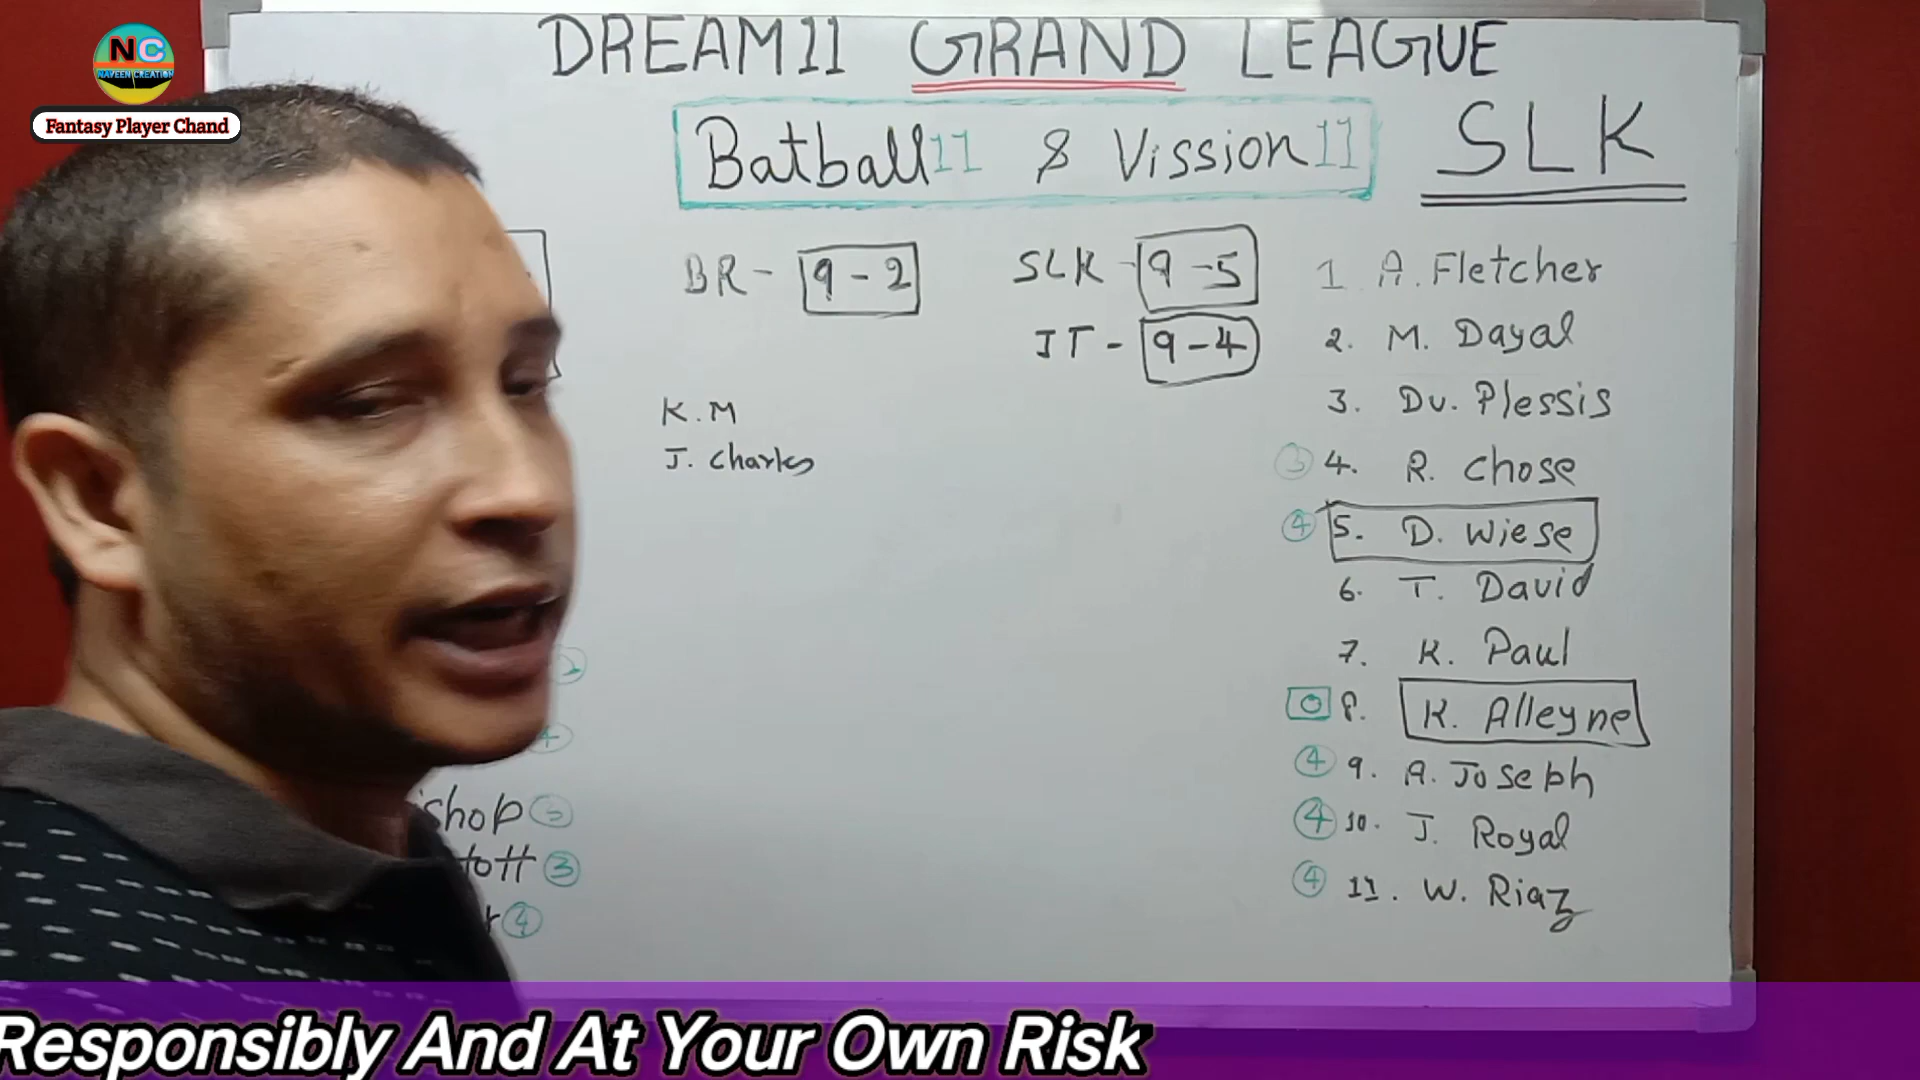 NC
NAVEEN CREATION
Fantasy Player Chand
DREAM11 GRAND LEAGUE
Batball11 & Vission11
SLK
BR - 9-2
SLK - 9-5
JT - 9-4
K.M
J. Charles
1 A. Fletcher
2. M. Dayal
3. Du. Plessis
③ 4. R. Chose
④ 5. D. Wiese
6. T. David
7. K. Paul
0 8. K. Alleyne
④ 9. A. Joseph
④ 10. J. Royal
④ 11. W. Riaz
shop
tott ③
r ④
Responsibly And At Your Own Risk